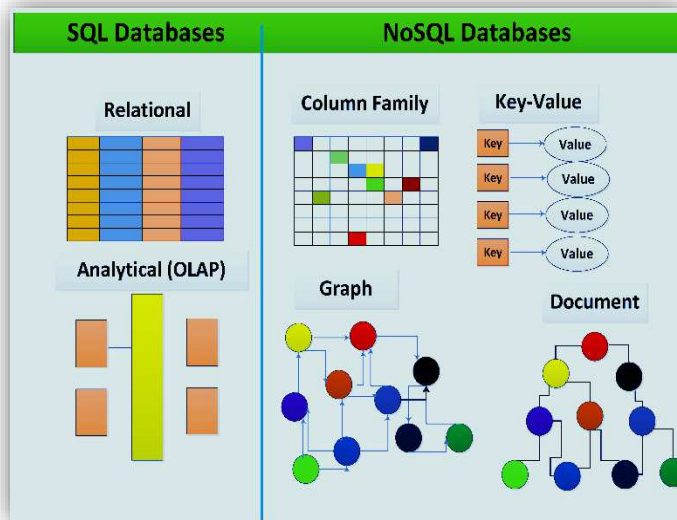 SQL Databases
NoSQL Databases
Relational
Analytical (OLAP)
Column Family
Key-Value
Key Value
Key Value
Key Value
Key Value
Graph
Document